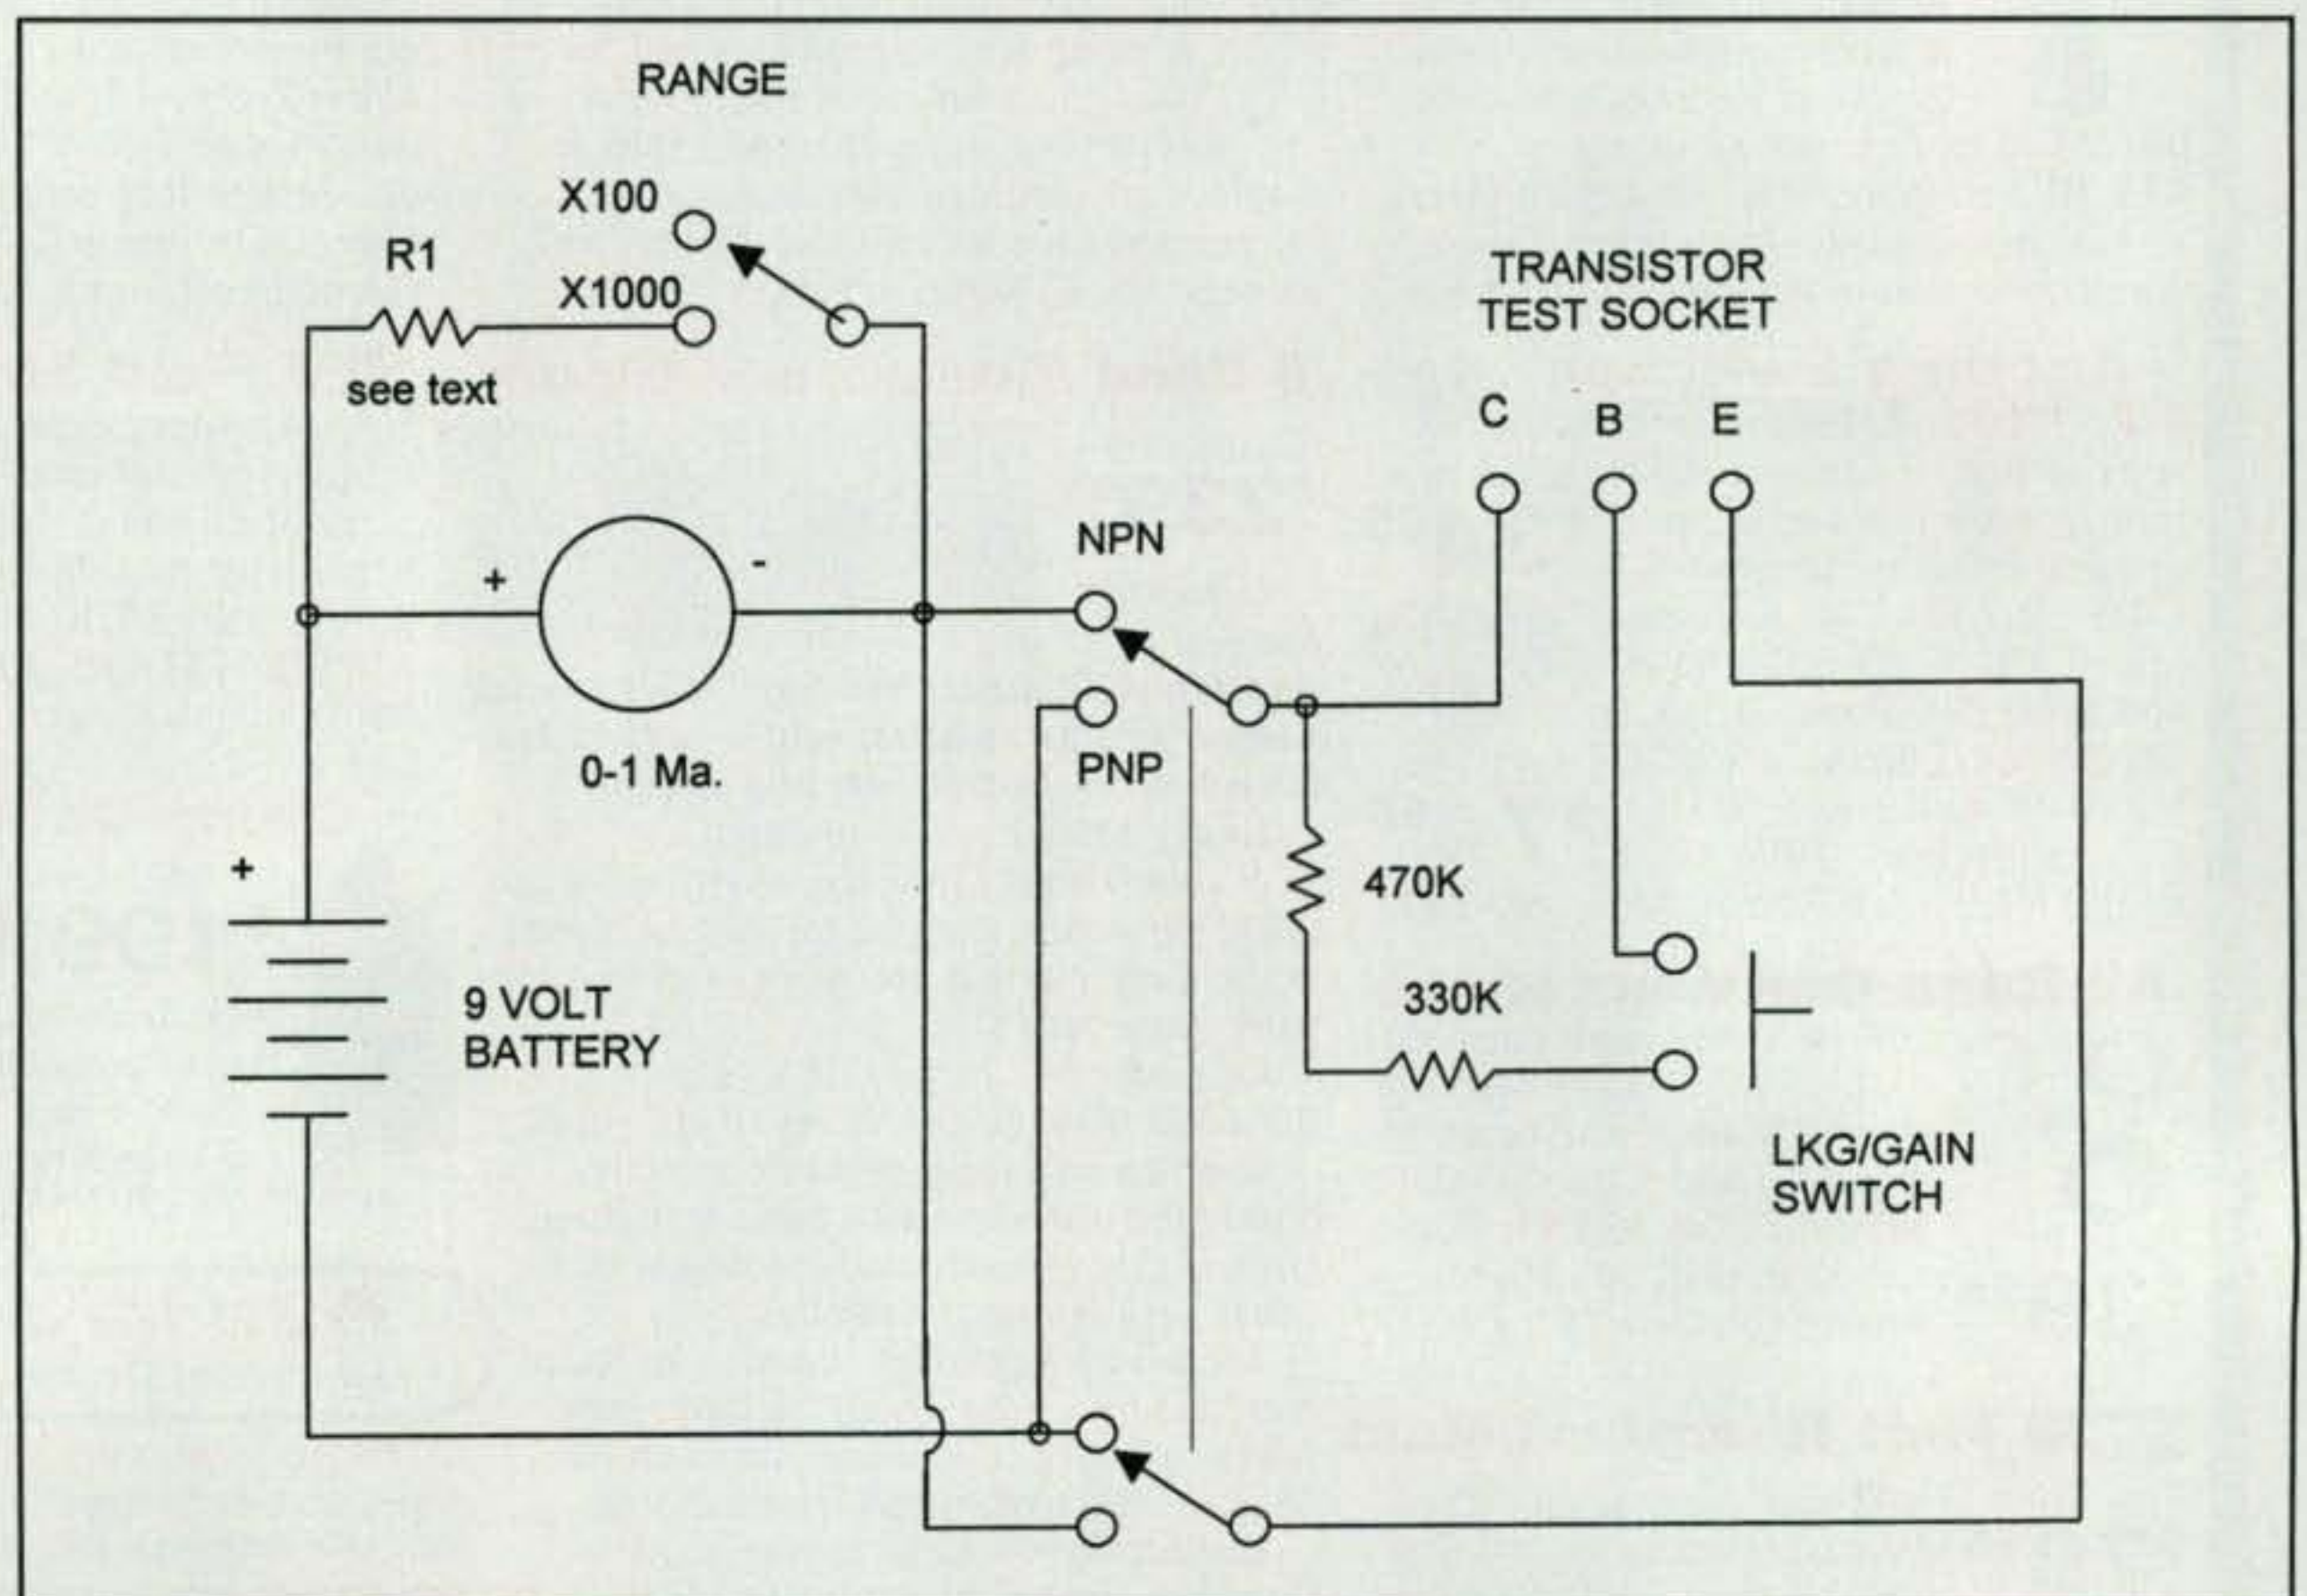 RANGE
X100
R1
X1000
see text
TRANSISTOR
TEST SOCKET
C B E
NPN
+ -
0-1 Ma.
PNP
+
470K
9 VOLT
BATTERY
330K
LKG/GAIN
SWITCH